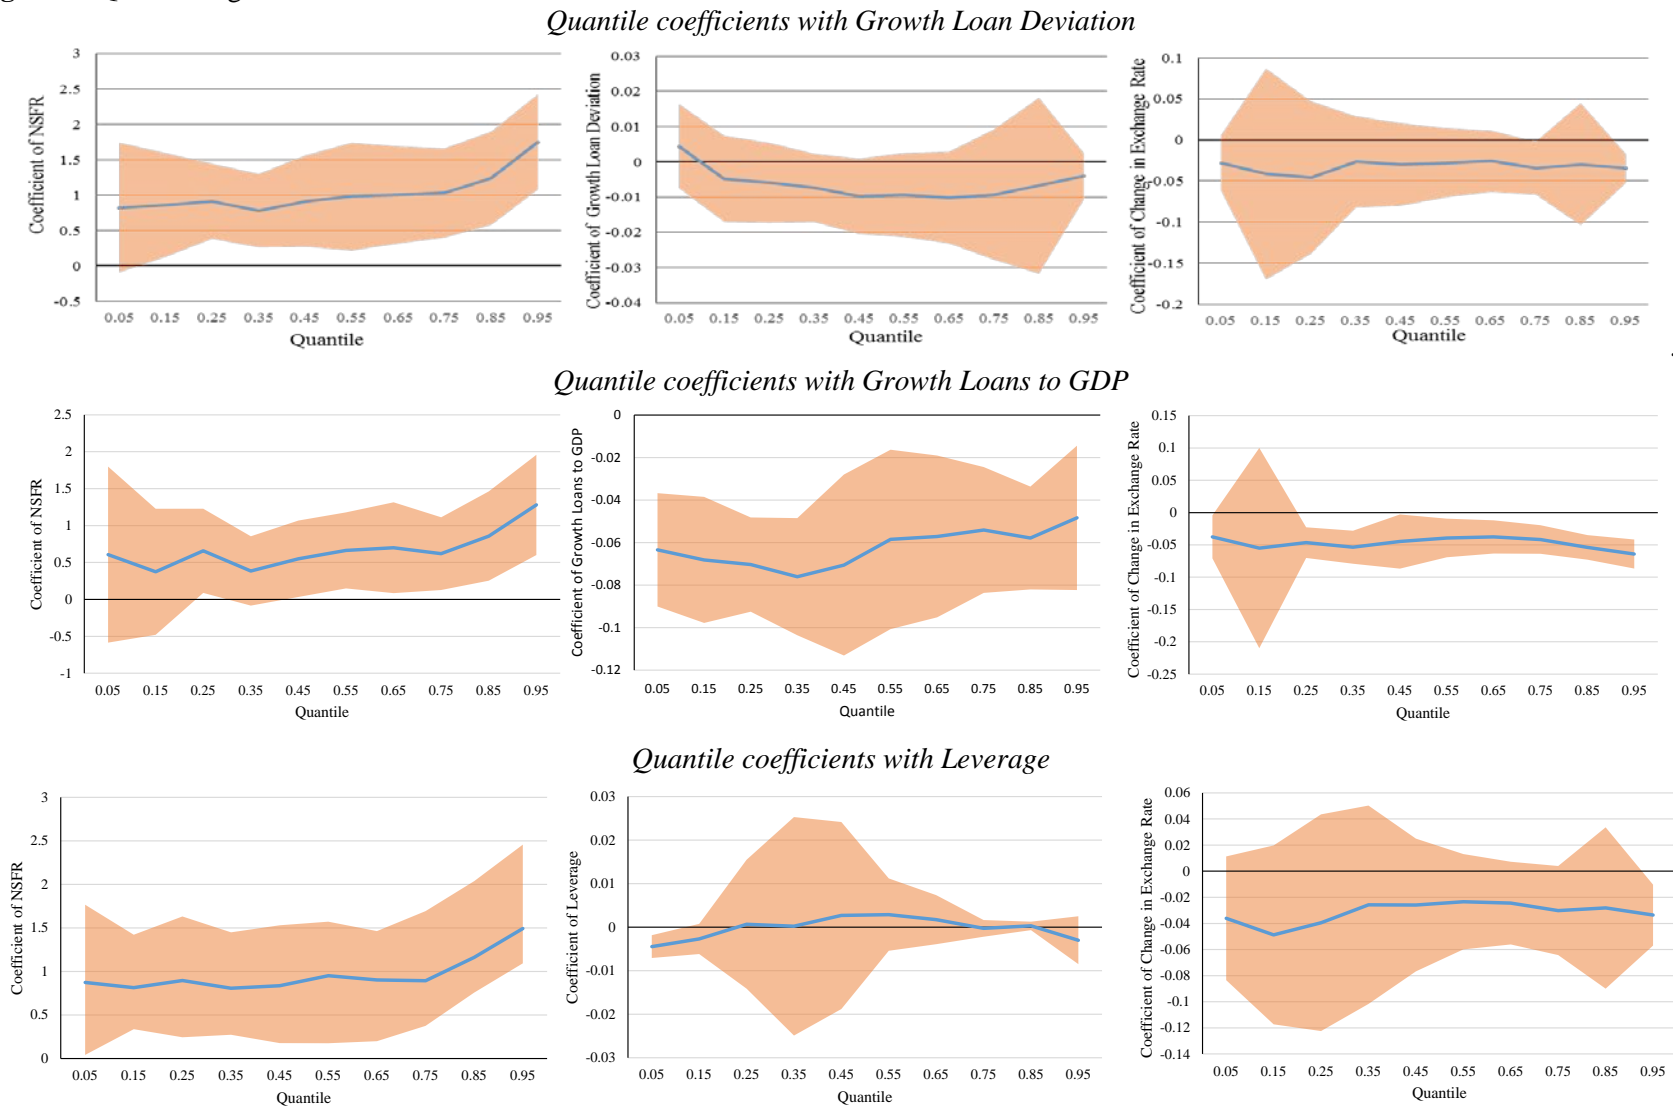 Quantile coefficients with Growth Loan Deviation
Coefficient of NSFR
3
2.5
2
1.5
1
0.5
0
-0.5
0.05 0.15 0.25 0.35 0.45 0.55 0.65 0.75 0.85 0.95
Quantile
Coefficient of Growth Loan Deviation
0.03
0.02
0.01
0
-0.01
-0.02
-0.03
-0.04
0.05 0.15 0.25 0.35 0.45 0.55 0.65 0.75 0.85 0.95
Quantile
Coefficient of Change in Exchange Rate
0.1
0.05
0
-0.05
-0.1
-0.15
-0.2
0.05 0.15 0.25 0.35 0.45 0.55 0.65 0.75 0.85 0.95
Quantile
Quantile coefficients with Growth Loans to GDP
Coefficient of NSFR
2.5
2
1.5
1
0.5
0
-0.5
-1
0.05 0.15 0.25 0.35 0.45 0.55 0.65 0.75 0.85 0.95
Quantile
Coefficient of Growth Loans to GDP
0
-0.02
-0.04
-0.06
-0.08
-0.1
-0.12
0.05 0.15 0.25 0.35 0.45 0.55 0.65 0.75 0.85 0.95
Quantile
Coefficient of Change in Exchange Rate
0.15
0.1
0.05
0
-0.05
-0.1
-0.15
-0.2
-0.25
0.05 0.15 0.25 0.35 0.45 0.55 0.65 0.75 0.85 0.95
Quantile
Quantile coefficients with Leverage
Coefficient of NSFR
3
2.5
2
1.5
1
0.5
0
0.05 0.15 0.25 0.35 0.45 0.55 0.65 0.75 0.85 0.95
Quantile
Coefficient of Leverage
0.03
0.02
0.01
0
-0.01
-0.02
-0.03
0.05 0.15 0.25 0.35 0.45 0.55 0.65 0.75 0.85 0.95
Quantile
Coefficient of Change in Exchange Rate
0.06
0.04
0.02
0
-0.02
-0.04
-0.06
-0.08
-0.1
-0.12
-0.14
0.05 0.15 0.25 0.35 0.45 0.55 0.65 0.75 0.85 0.95
Quantile